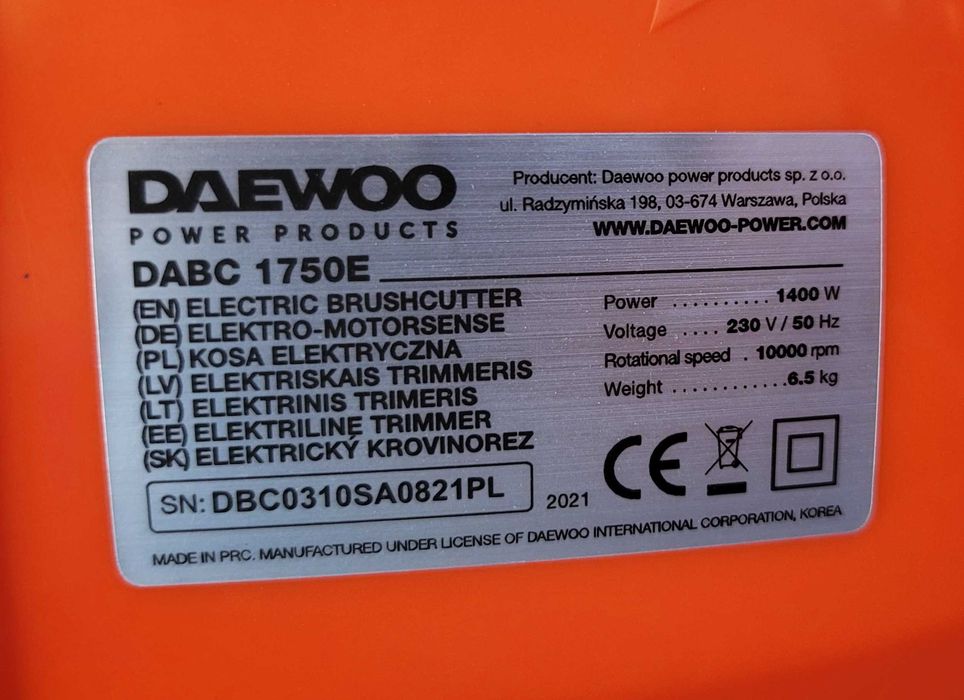 DAEWOO
POWER PRODUCTS
Producent: Daewoo power products sp. z o.o.
ul. Radzymińska 198, 03-674 Warszawa, Polska
WWW.DAEWOO-POWER.COM
DABC 1750E
(EN) ELECTRIC BRUSHCUTTER
(DE) ELEKTRO-MOTORSENSE
(PL) KOSA ELEKTRYCZNA
(LV) ELEKTRISKAIS TRIMMERIS
(LT) ELEKTRINIS TRIMERIS
(EE) ELEKTRILINE TRIMMER
(SK) ELEKTRICKÝ KROVINOREZ
Power .......... 1400 W
Voltage .... 230 V / 50 Hz
Rotational speed . 10000 rpm
Weight ............ 6.5 kg
CE
SN: DBC0310SA0821PL
2021
MADE IN PRC. MANUFACTURED UNDER LICENSE OF DAEWOO INTERNATIONAL CORPORATION, KOREA